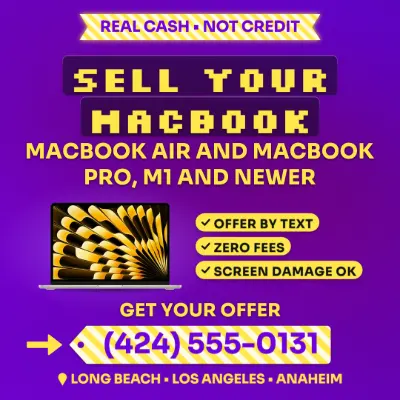 REAL CASH • NOT CREDIT
SELL YOUR
MACBOOK
MACBOOK AIR AND MACBOOK
PRO, M1 AND NEWER
✓ OFFER BY TEXT
✓ ZERO FEES
✓ SCREEN DAMAGE OK
GET YOUR OFFER
(424) 555-0131
LONG BEACH • LOS ANGELES • ANAHEIM